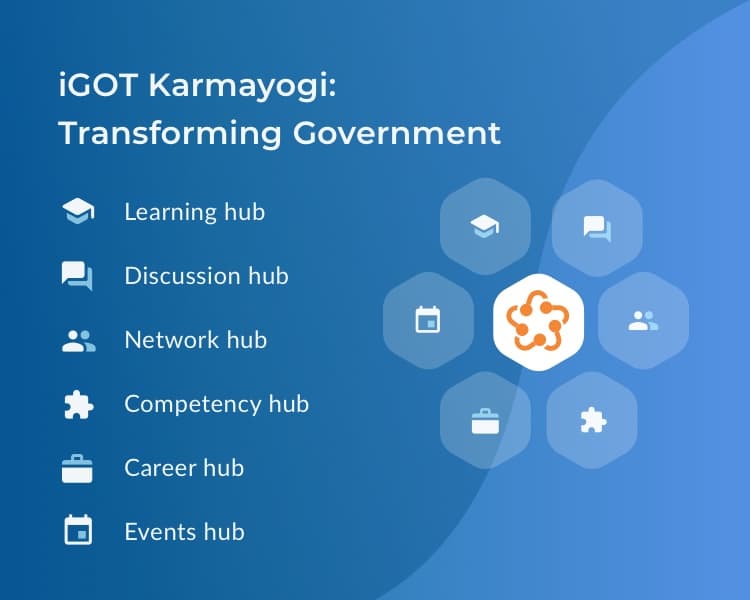 iGOT Karmayogi:
Transforming Government
Learning hub
Discussion hub
Network hub
Competency hub
Career hub
Events hub